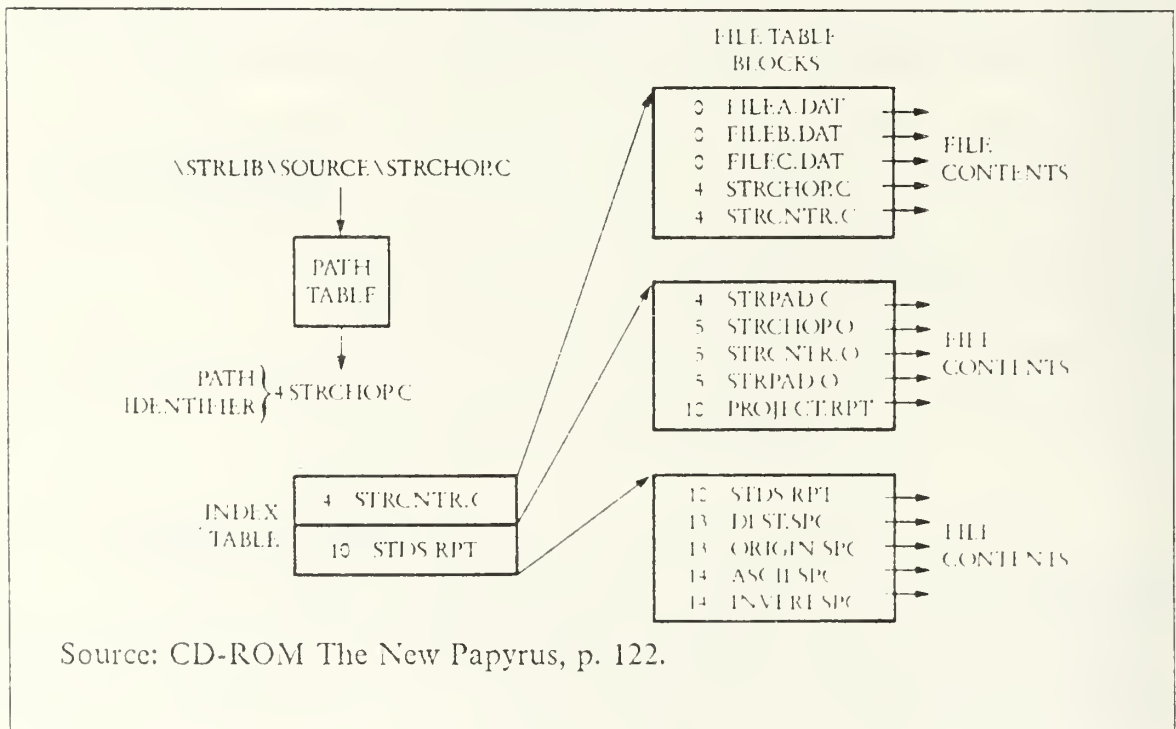 \STRLIB\SOURCE\STRCHOP.C
PATH
TABLE
PATH
IDENTIFIER
4 STRCHOP.C
INDEX
TABLE
4 STRCNTR.C
10 STDS.RPT
FILE TABLE
BLOCKS
0 FILEA.DAT
0 FILEB.DAT
0 FILEC.DAT
4 STRCHOP.C
4 STRCNTR.C
FILE
CONTENTS
4 STRPAD.C
5 STRCHOP.O
5 STRCNTR.O
5 STRPAD.O
10 PROJECT.RPT
FILE
CONTENTS
10 STDS.RPT
13 DEST.SPC
13 ORIGIN.SPC
14 ASCII.SPC
14 INVERT.SPC
FILE
CONTENTS
Source: CD-ROM The New Papyrus, p. 122.